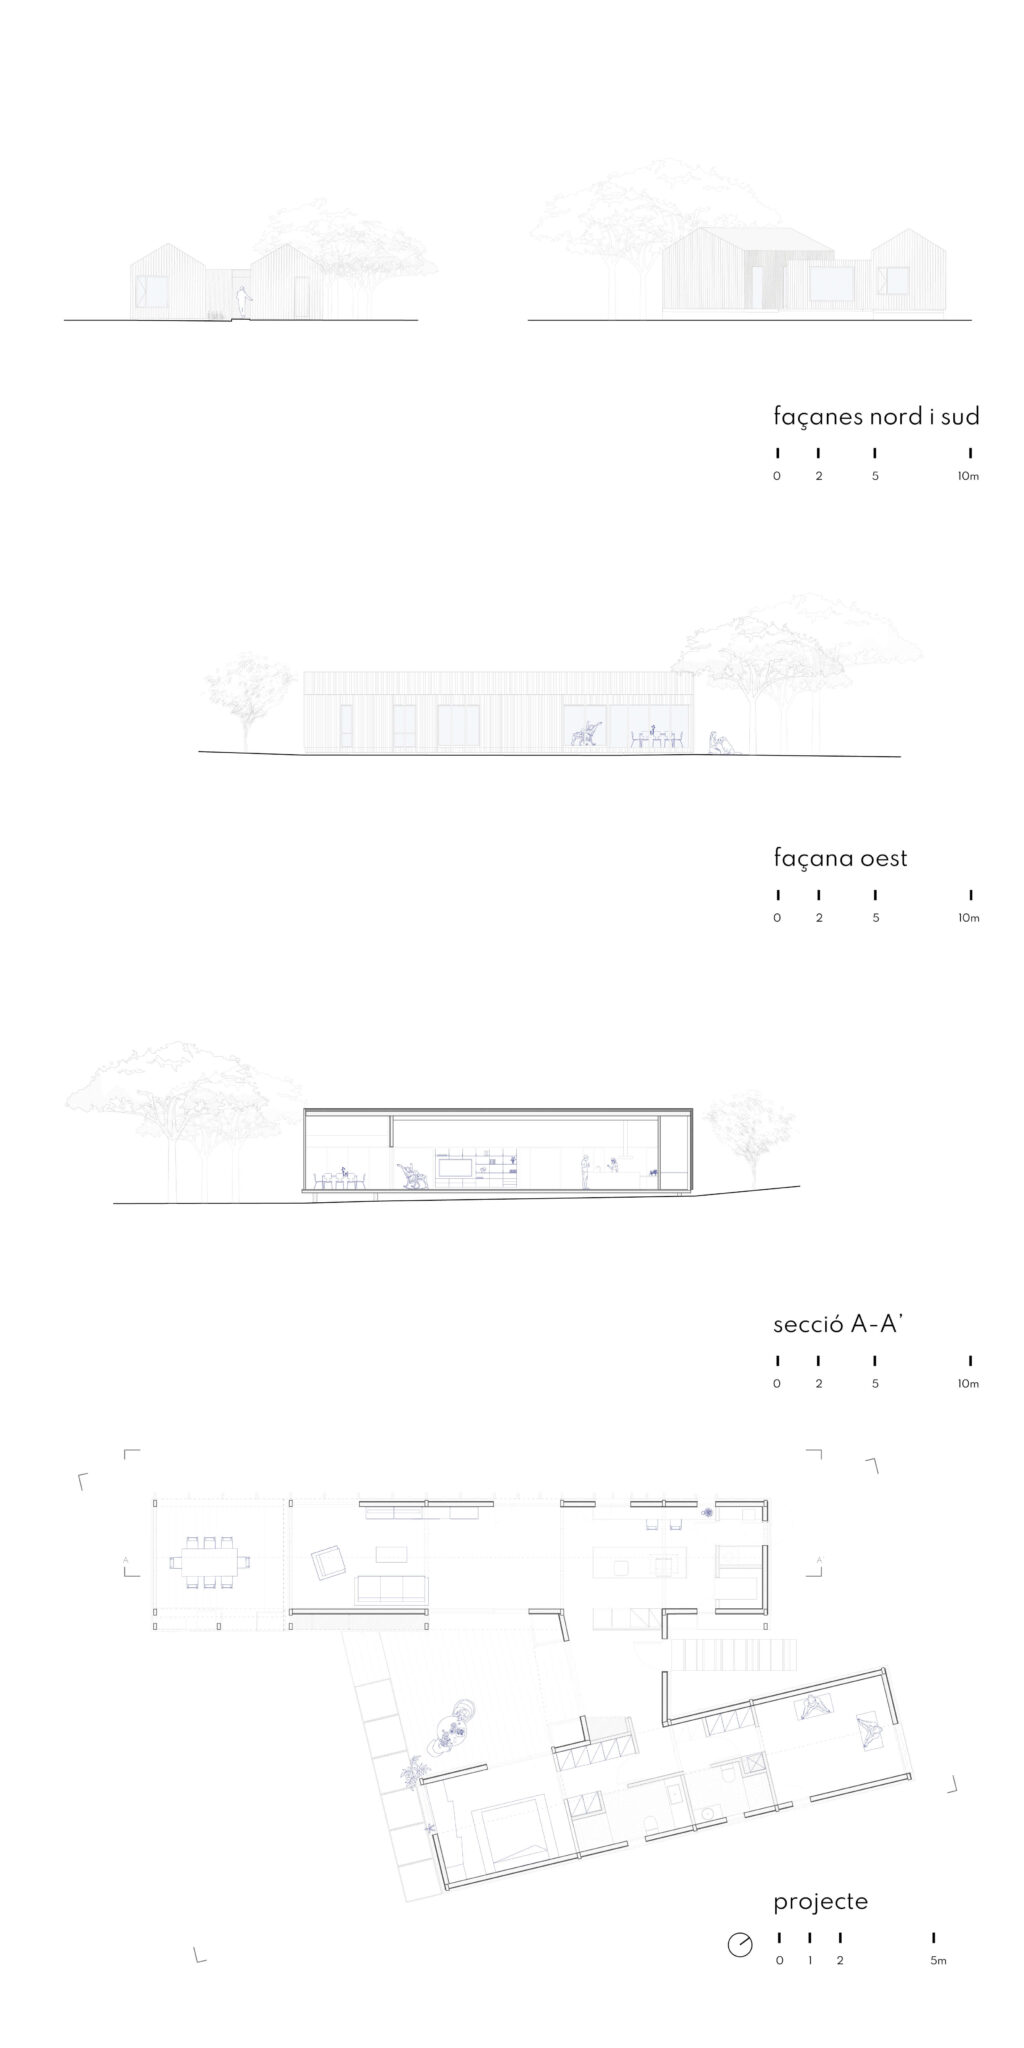 façanes nord i sud
0 2 5 10m
façana oest
0 2 5 10m
secció A-A’
0 2 5 10m
A A'
projecte
0 1 2 5m